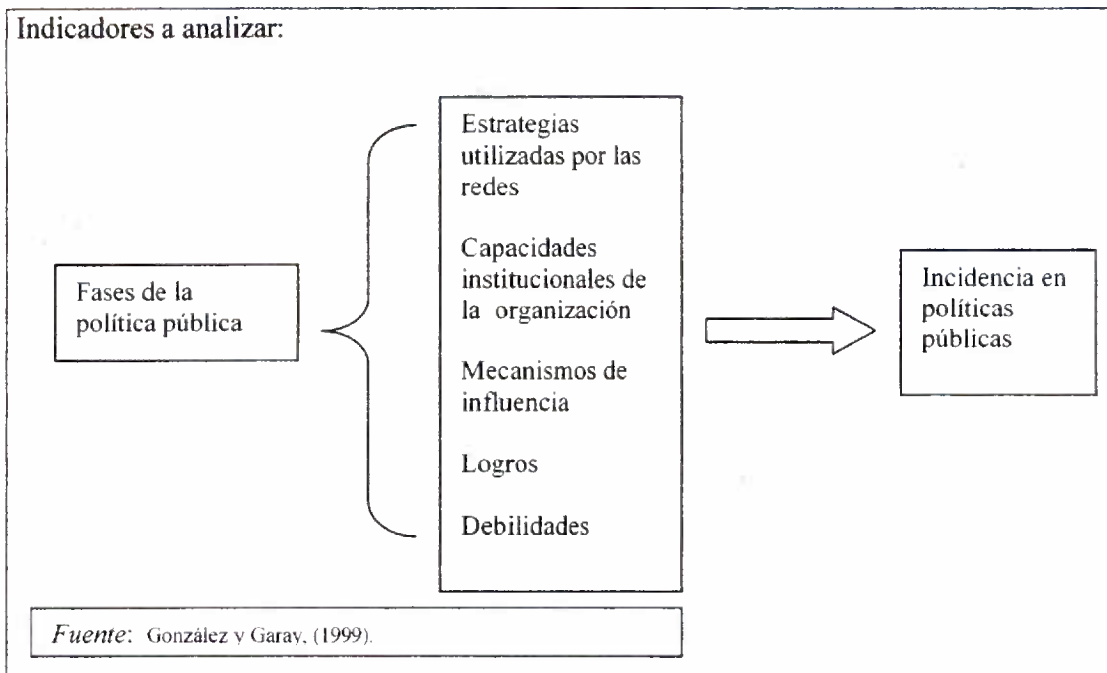 Indicadores a analizar:
Fases de la
política pública
Estrategias
utilizadas por las
redes
Capacidades
institucionales de
la organización
Mecanismos de
influencia
Logros
Debilidades
Incidencia en
políticas
públicas
Fuente: González y Garay, (1999).